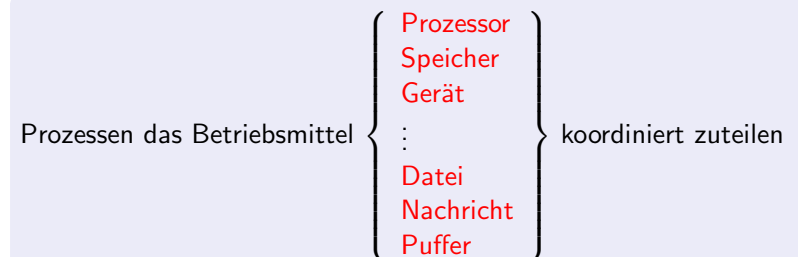 Prozessor
Speicher
Gerät
Prozessen das Betriebsmittel ⋮ koordiniert zuteilen
Datei
Nachricht
Puffer